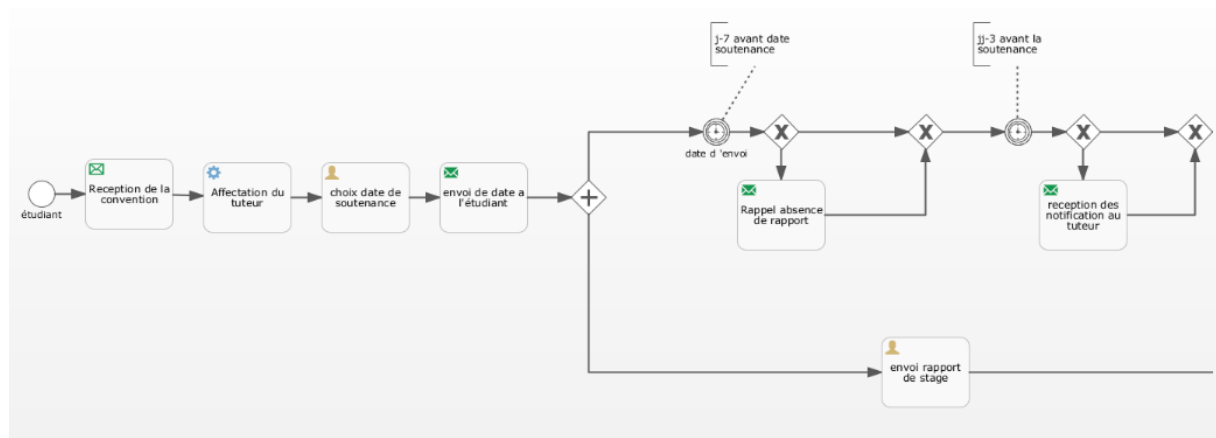 j-7 avant date
soutenance
jj-3 avant la
soutenance
date d 'envoi
étudiant
Reception de la
convention
Affectation du
tuteur
choix date de
soutenance
envoi de date a
l'étudiant
Rappel absence
de rapport
reception des
notification au
tuteur
envoi rapport
de stage